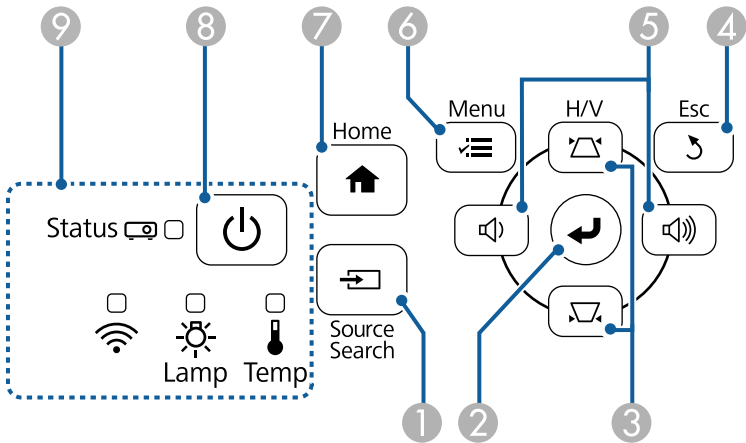 9
8
7
6
5
4
Menu
H/V
Esc
Home
Status
Source
Search
Lamp
Temp
1
2
3